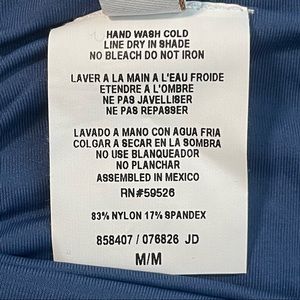 HAND WASH COLD
LINE DRY IN SHADE
NO BLEACH DO NOT IRON
LAVER A LA MAIN A L'EAU FROIDE
ETENDRE A L'OMBRE
NE PAS JAVELLISER
NE PAS REPASSER
LAVADO A MANO CON AGUA FRIA
COLGAR A SECAR EN LA SOMBRA
NO USE BLANQUEADOR
NO PLANCHAR
ASSEMBLED IN MEXICO
RN#59526
83% NYLON 17% SPANDEX
858407 / 076826 JD
M/M